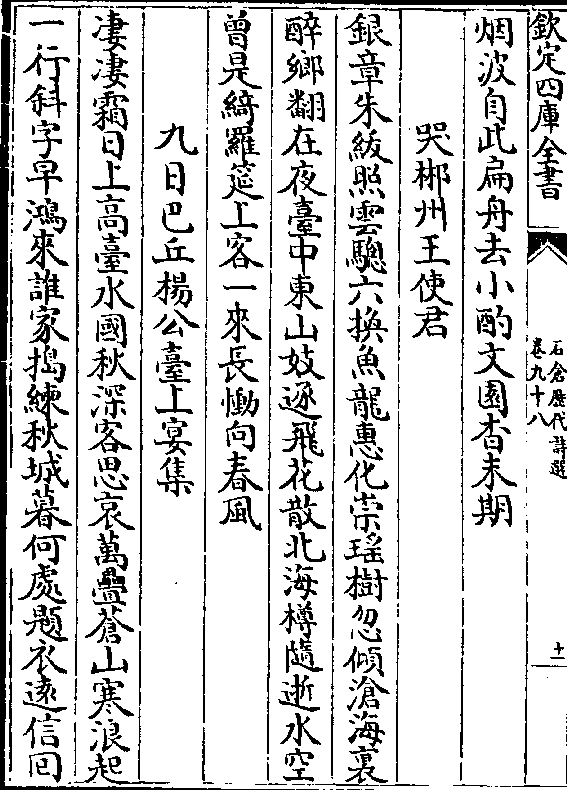 欽定四庫全書
石倉歷代詩選
卷九十八
十一
烟波自此扁舟去小酌文園杳未期
哭郴州王使君
銀章朱紱照雲驄六換魚龍惠化崇瑤樹忽傾滄海裏
醉鄉翻在夜臺中東山妓逐飛花散北海樽隨逝水空
曾是綺羅筵上客一來長慟向春風
九日巴丘楊公臺上宴集
凄凄霜日上高臺水國秋深客思哀萬疊蒼山寒浪起
一行斜字早鴻來誰家搗練秋城暮何處題衣遠信回